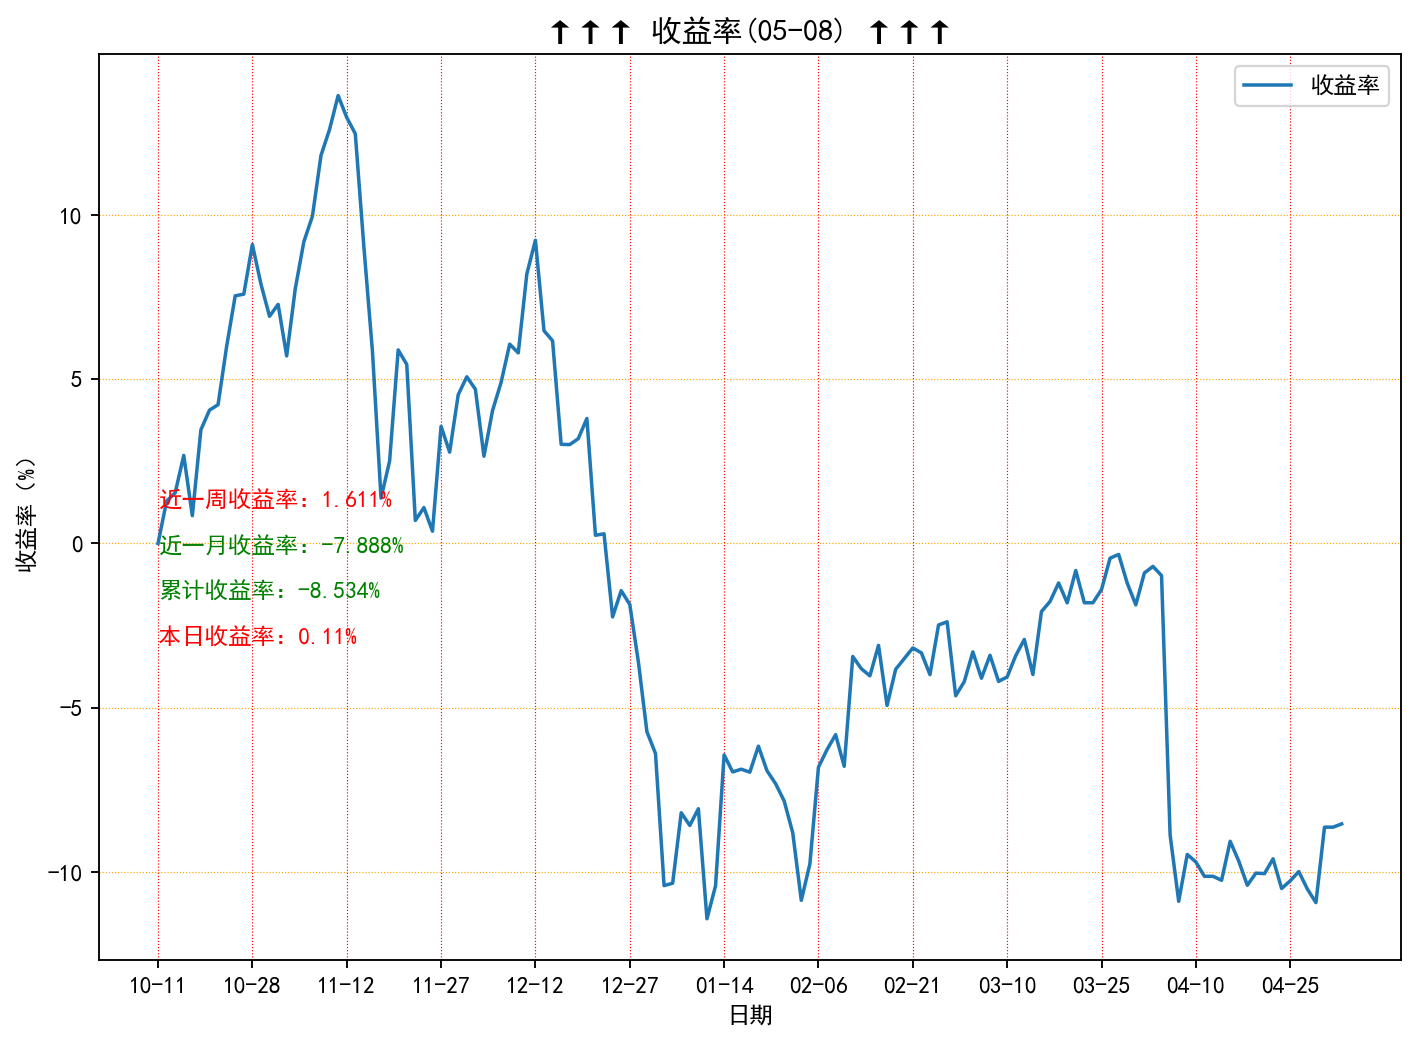 ↑↑↑ 收益率(05-08) ↑↑↑
收益率
10
5
0
-5
-10
收益率 (%)
近一周收益率：1.611%
近一月收益率：-7.888%
累计收益率：-8.534%
本日收益率：0.11%
10-11 10-28 11-12 11-27 12-12 12-27 01-14 02-06 02-21 03-10 03-25 04-10 04-25
日期